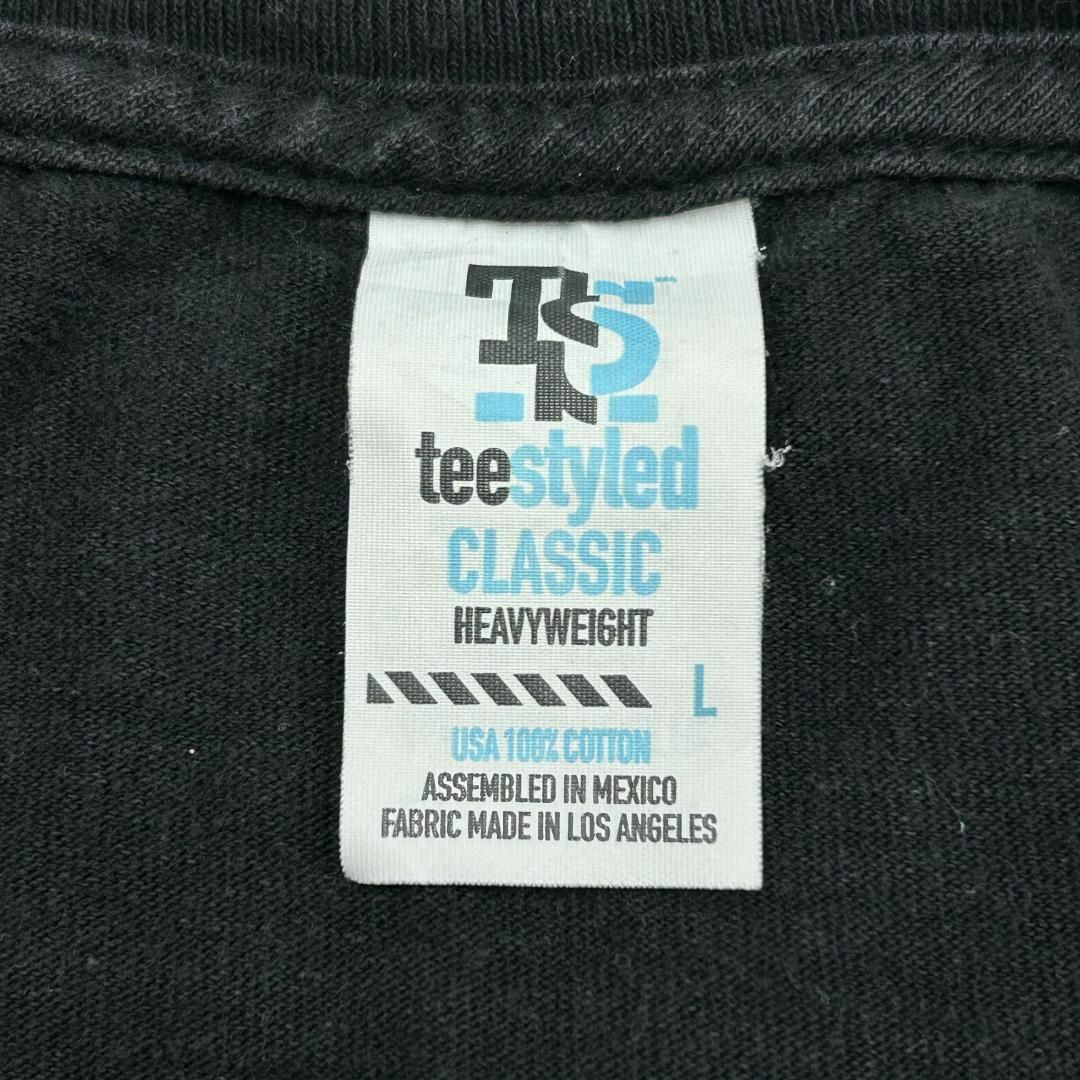 TS
teestyled
CLASSIC
HEAVYWEIGHT
L
USA 100% COTTON
ASSEMBLED IN MEXICO
FABRIC MADE IN LOS ANGELES